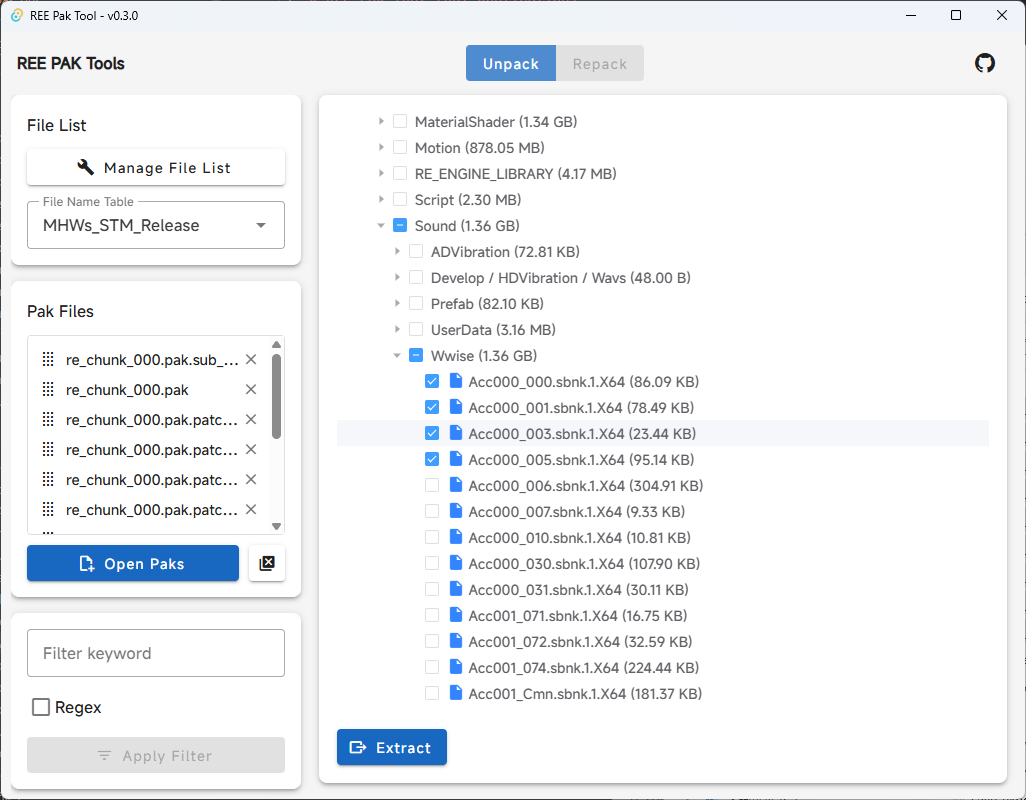 REE Pak Tool - v0.3.0
REE PAK Tools
Unpack
Repack
File List
Manage File List
File Name Table
MHWs_STM_Release
Pak Files
re_chunk_000.pak.sub_...
re_chunk_000.pak
re_chunk_000.pak.patc...
re_chunk_000.pak.patc...
re_chunk_000.pak.patc...
re_chunk_000.pak.patc...
Open Paks
Filter keyword
Regex
Apply Filter
MaterialShader (1.34 GB)
Motion (878.05 MB)
RE_ENGINE_LIBRARY (4.17 MB)
Script (2.30 MB)
Sound (1.36 GB)
ADVibration (72.81 KB)
Develop / HDVibration / Wavs (48.00 B)
Prefab (82.10 KB)
UserData (3.16 MB)
Wwise (1.36 GB)
Acc000_000.sbnk.1.X64 (86.09 KB)
Acc000_001.sbnk.1.X64 (78.49 KB)
Acc000_003.sbnk.1.X64 (23.44 KB)
Acc000_005.sbnk.1.X64 (95.14 KB)
Acc000_006.sbnk.1.X64 (304.91 KB)
Acc000_007.sbnk.1.X64 (9.33 KB)
Acc000_010.sbnk.1.X64 (10.81 KB)
Acc000_030.sbnk.1.X64 (107.90 KB)
Acc000_031.sbnk.1.X64 (30.11 KB)
Acc001_071.sbnk.1.X64 (16.75 KB)
Acc001_072.sbnk.1.X64 (32.59 KB)
Acc001_074.sbnk.1.X64 (224.44 KB)
Acc001_Cmn.sbnk.1.X64 (181.37 KB)
Extract